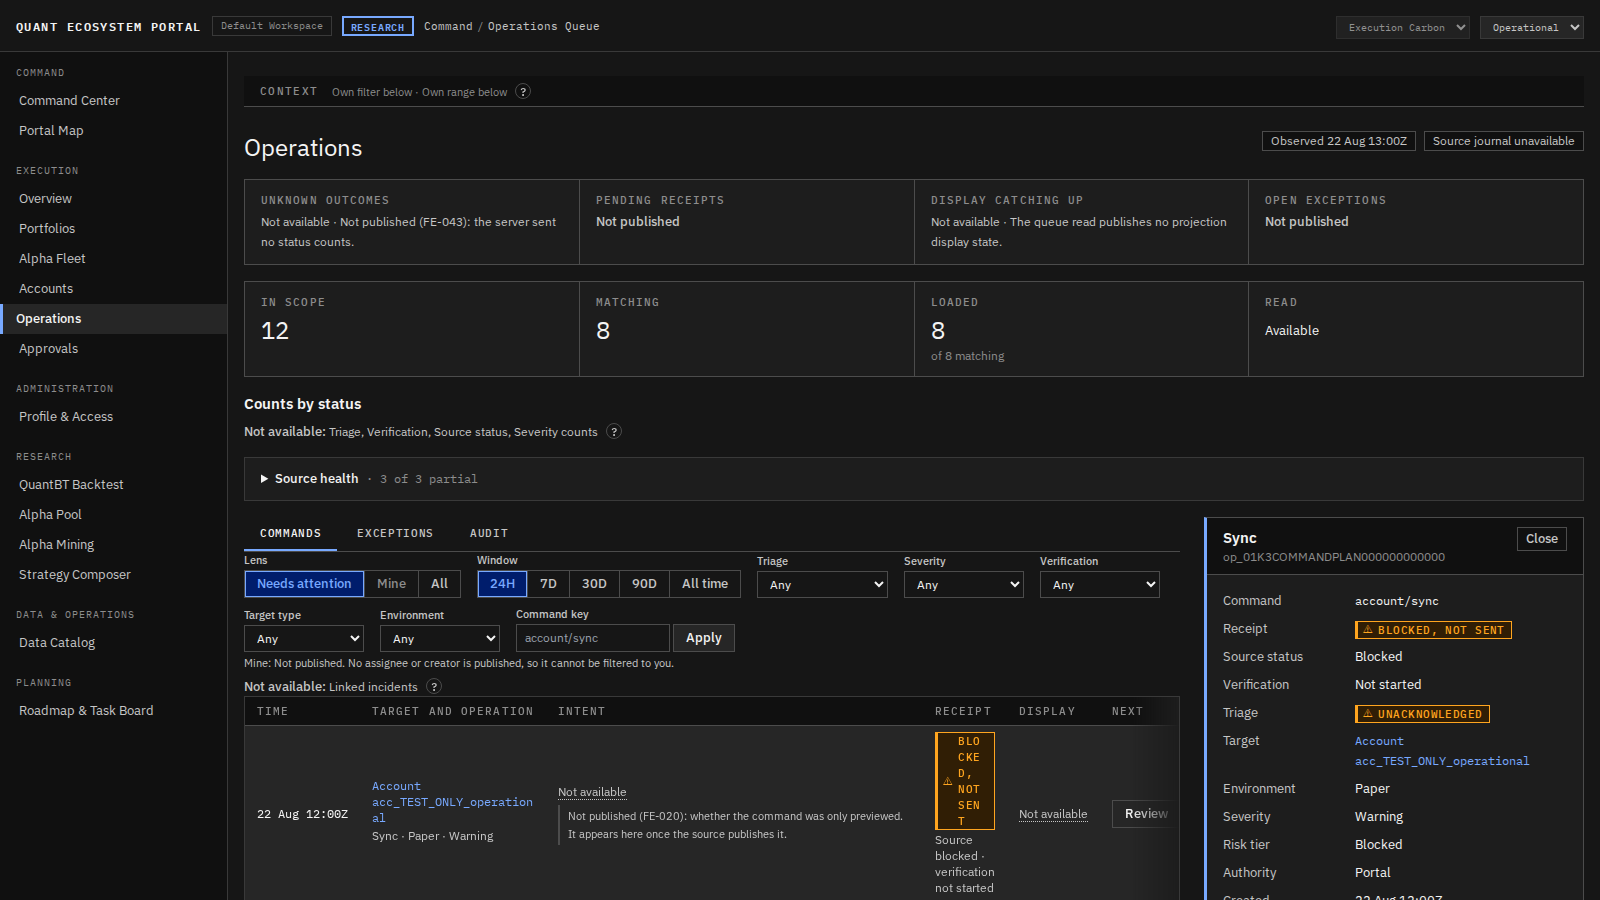 QUANT ECOSYSTEM PORTAL
Default Workspace
RESEARCH
Command / Operations Queue
Execution Carbon
Operational
COMMAND
Command Center
Portal Map
EXECUTION
Overview
Portfolios
Alpha Fleet
Accounts
Operations
Approvals
ADMINISTRATION
Profile & Access
RESEARCH
QuantBT Backtest
Alpha Pool
Alpha Mining
Strategy Composer
DATA & OPERATIONS
Data Catalog
PLANNING
Roadmap & Task Board
CONTEXT Own filter below · Own range below ?
Operations
Observed 22 Aug 13:00Z
Source journal unavailable
UNKNOWN OUTCOMES
Not available · Not published (FE-043): the server sent
no status counts.
PENDING RECEIPTS
Not published
DISPLAY CATCHING UP
Not available · The queue read publishes no projection
display state.
OPEN EXCEPTIONS
Not published
IN SCOPE
12
MATCHING
8
LOADED
8
of 8 matching
READ
Available
Counts by status
Not available: Triage, Verification, Source status, Severity counts ?
Source health · 3 of 3 partial
COMMANDS EXCEPTIONS AUDIT
Lens
Needs attention Mine All
Window
24H 7D 30D 90D All time
Triage
Any
Severity
Any
Verification
Any
Target type
Any
Environment
Any
Command key
account/sync
Apply
Mine: Not published. No assignee or creator is published, so it cannot be filtered to you.
Not available: Linked incidents ?
TIME TARGET AND OPERATION INTENT RECEIPT DISPLAY NEXT
22 Aug 12:00Z
Account
acc_TEST_ONLY_operation
al
Sync · Paper · Warning
Not available
Not published (FE-020): whether the command was only previewed.
It appears here once the source publishes it.
⚠ BLO
CKE
D,
NOT
SEN
T
Source
blocked ·
verification
not started
Not available
Review
Sync
op_01K3COMMANDPLAN000000000000
Close
Command account/sync
Receipt ⚠ BLOCKED, NOT SENT
Source status Blocked
Verification Not started
Triage ⚠ UNACKNOWLEDGED
Target Account
acc_TEST_ONLY_operational
Environment Paper
Severity Warning
Risk tier Blocked
Authority Portal
Created 22 Aug 12:00Z